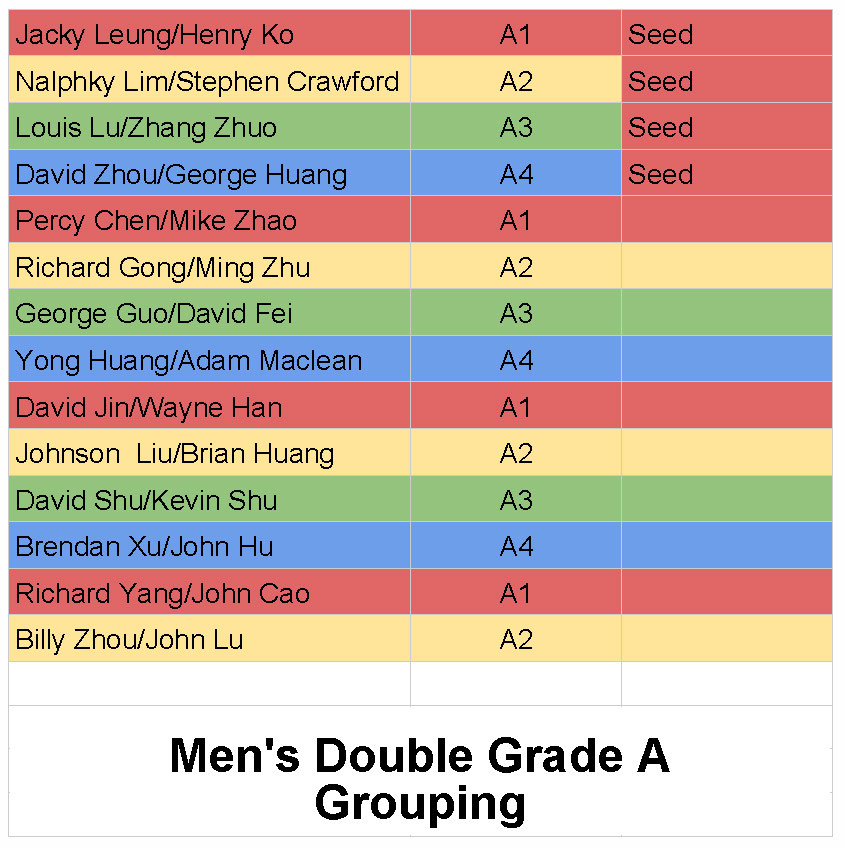 Jacky Leung/Henry Ko A1 Seed
Nalphky Lim/Stephen Crawford A2 Seed
Louis Lu/Zhang Zhuo A3 Seed
David Zhou/George Huang A4 Seed
Percy Chen/Mike Zhao A1
Richard Gong/Ming Zhu A2
George Guo/David Fei A3
Yong Huang/Adam Maclean A4
David Jin/Wayne Han A1
Johnson  Liu/Brian Huang A2
David Shu/Kevin Shu A3
Brendan Xu/John Hu A4
Richard Yang/John Cao A1
Billy Zhou/John Lu A2
Men's Double Grade A
Grouping